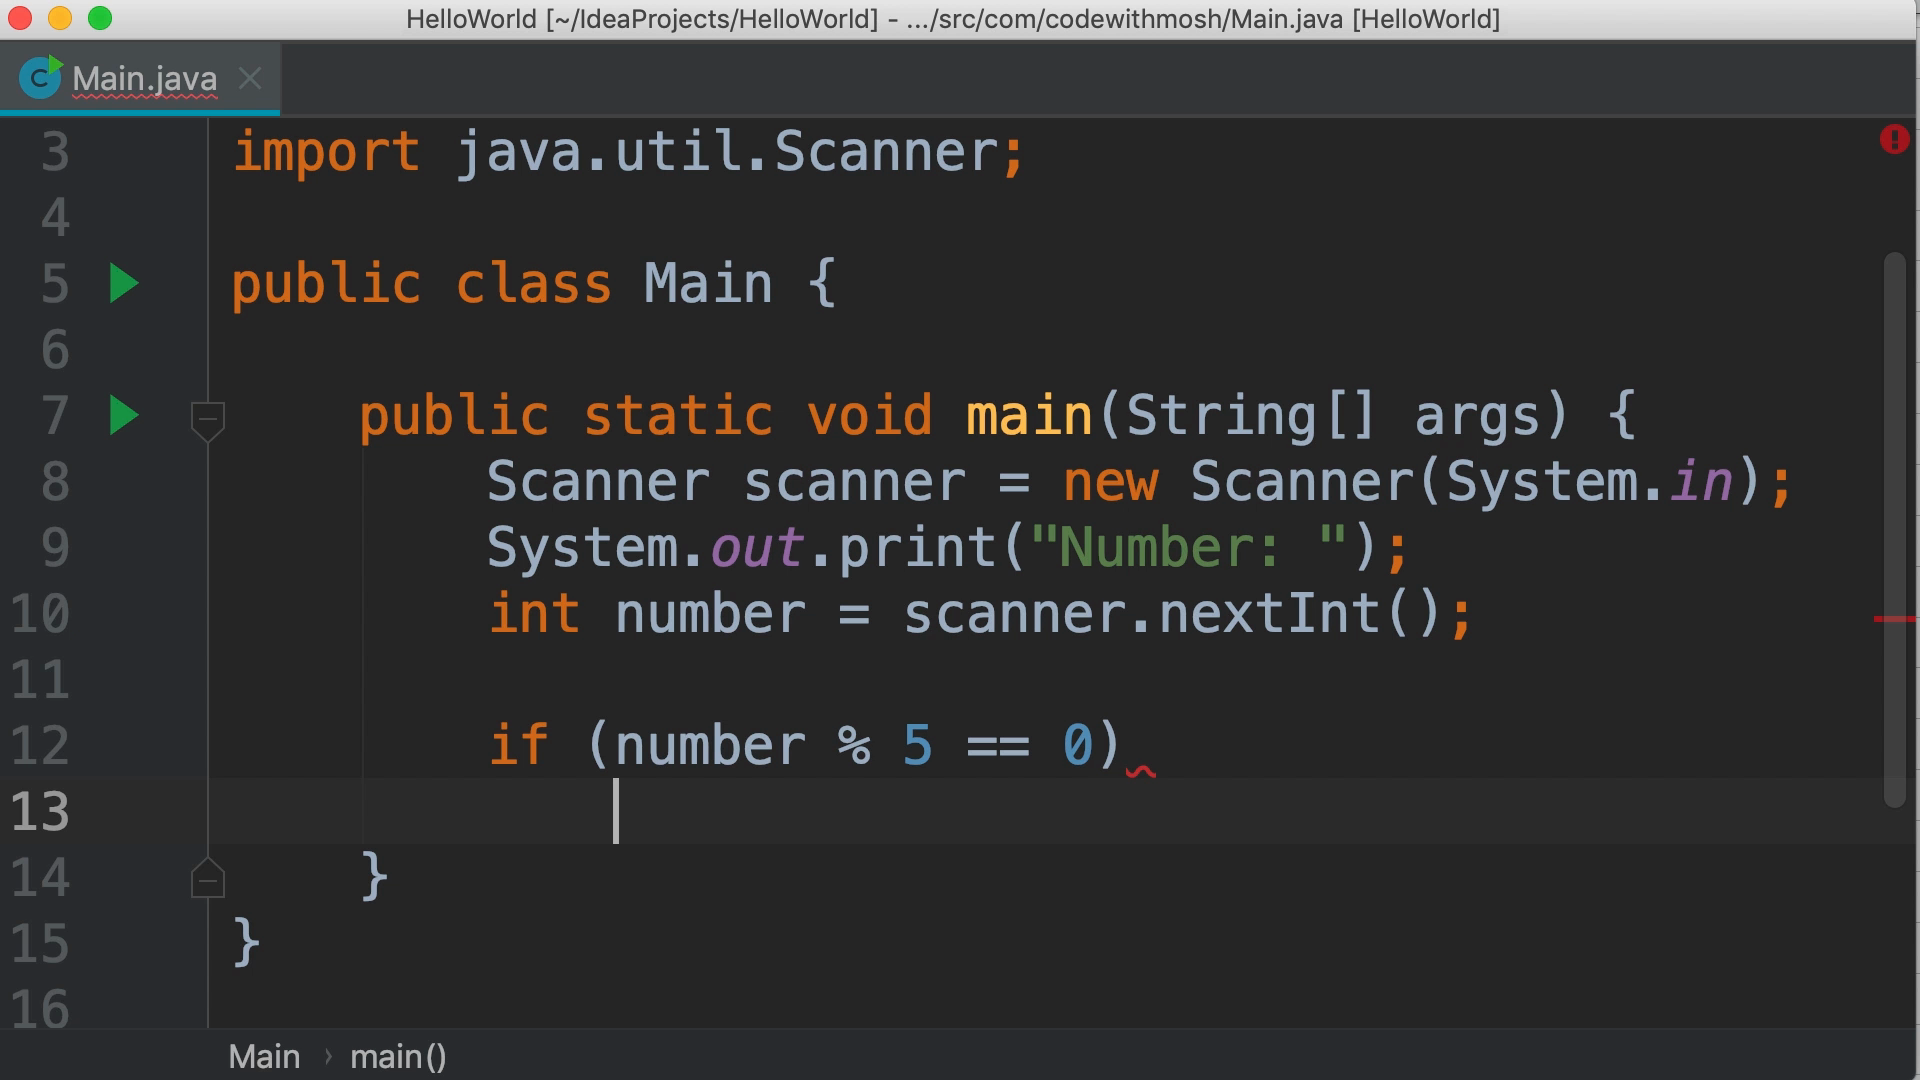 HelloWorld [~/IdeaProjects/HelloWorld] - .../src/com/codewithmosh/Main.java [HelloWorld]
C Main.java
3 import java.util.Scanner;
4
5 public class Main {
6
7 public static void main(String[] args) {
8 Scanner scanner = new Scanner(System.in);
9 System.out.print("Number: ");
10 int number = scanner.nextInt();
11
12 if (number % 5 == 0)
13
14 }
15 }
16
Main › main()